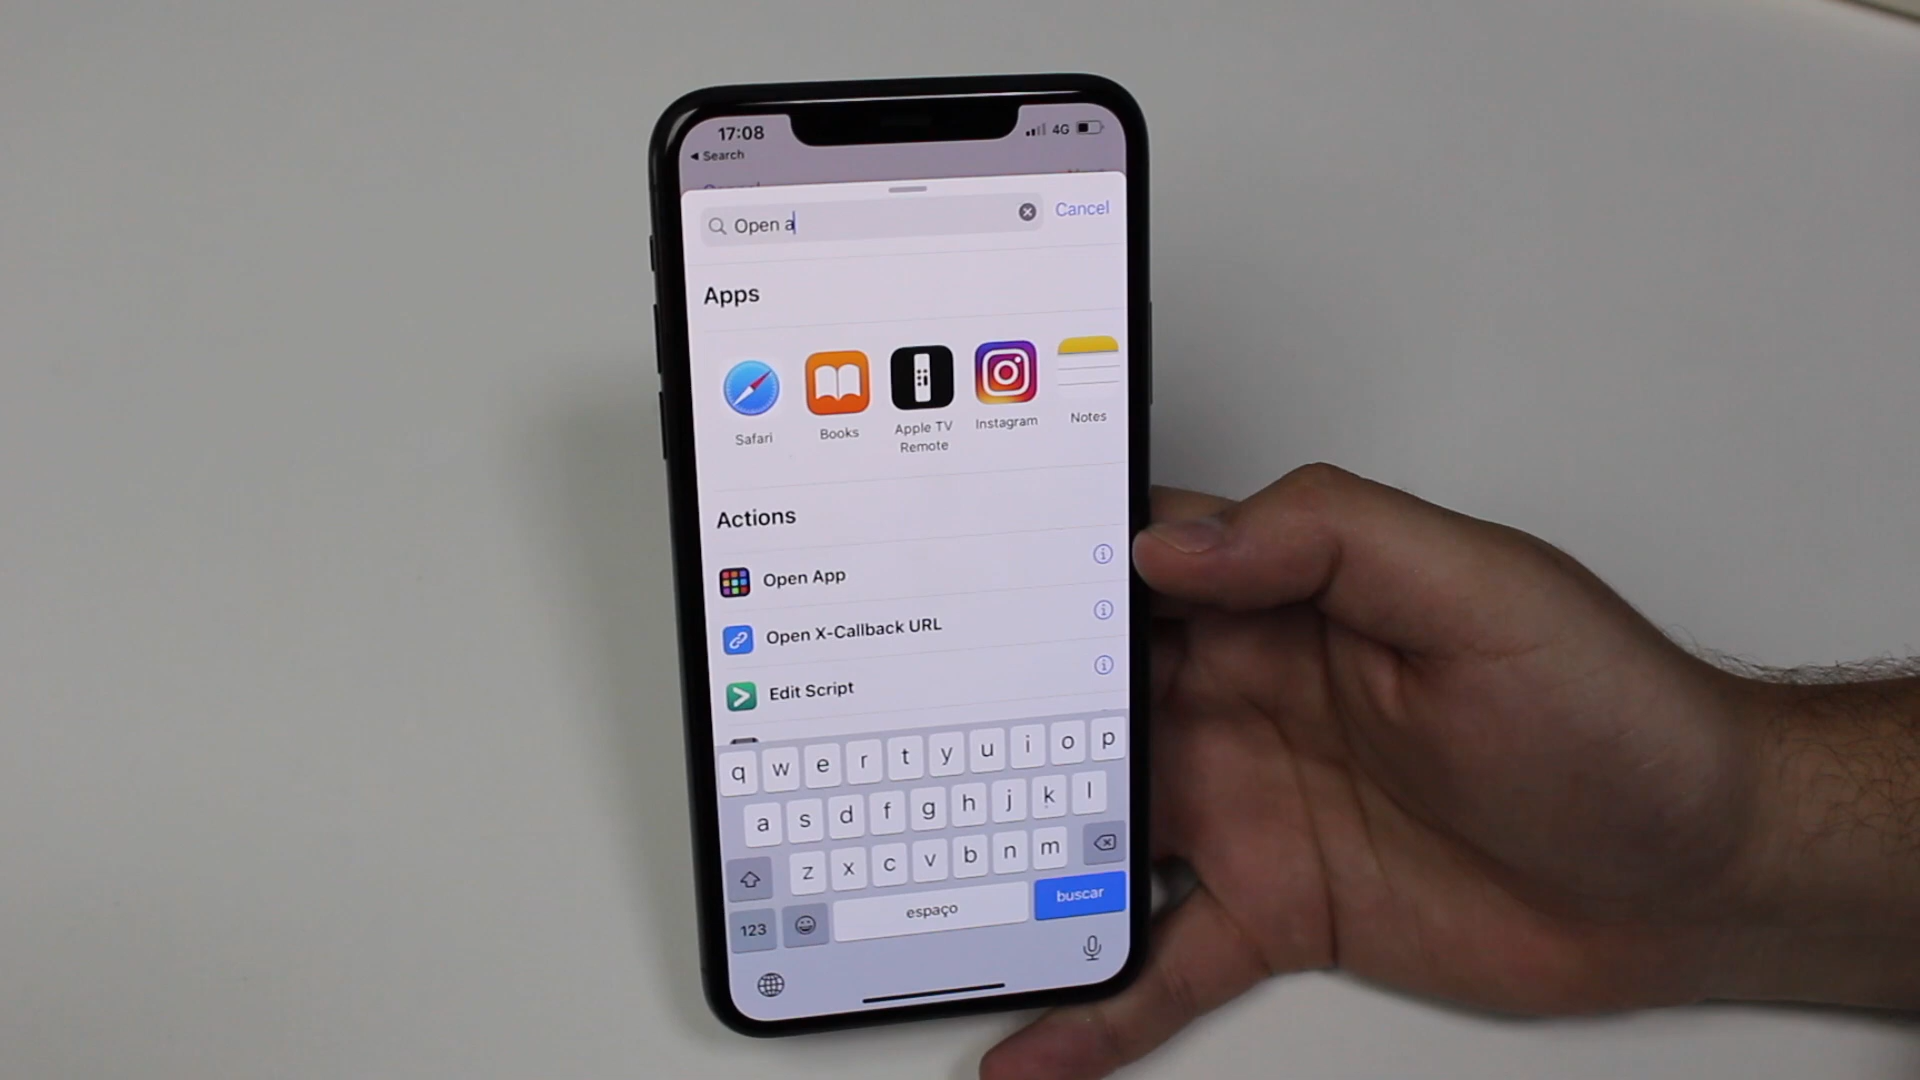 17:08
4G
Search
Open a
Cancel
Apps
Safari
Books
Apple TV
Remote
Instagram
Notes
Actions
Open App
Open X-Callback URL
Edit Script
q w e r t y u i o p
a s d f g h j k l
z x c v b n m
123
espaço
buscar